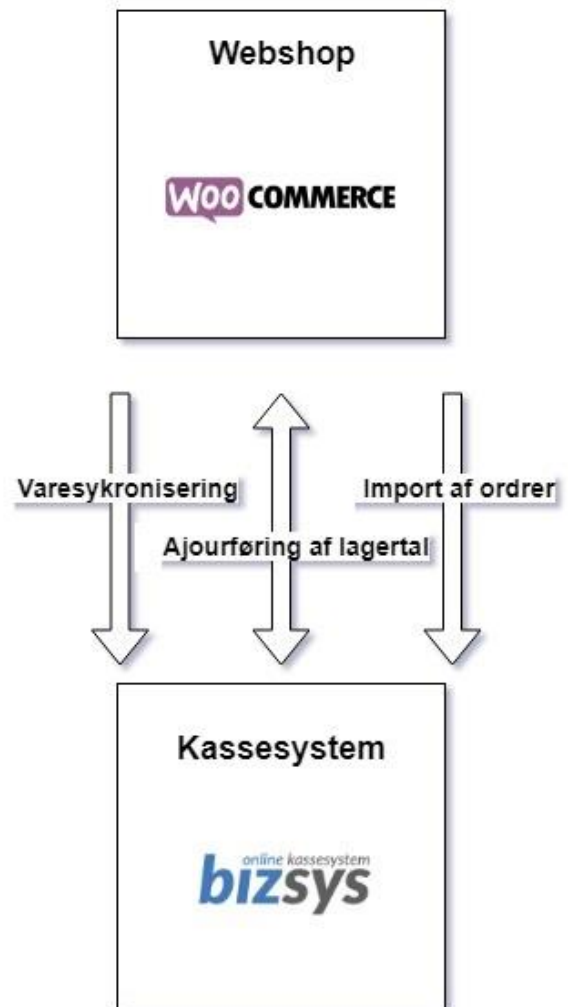 Webshop
WOO COMMERCE
Varesykronisering
Import af ordrer
Ajourføring af lagertal
Kassesystem
online kassesystem
bizsys